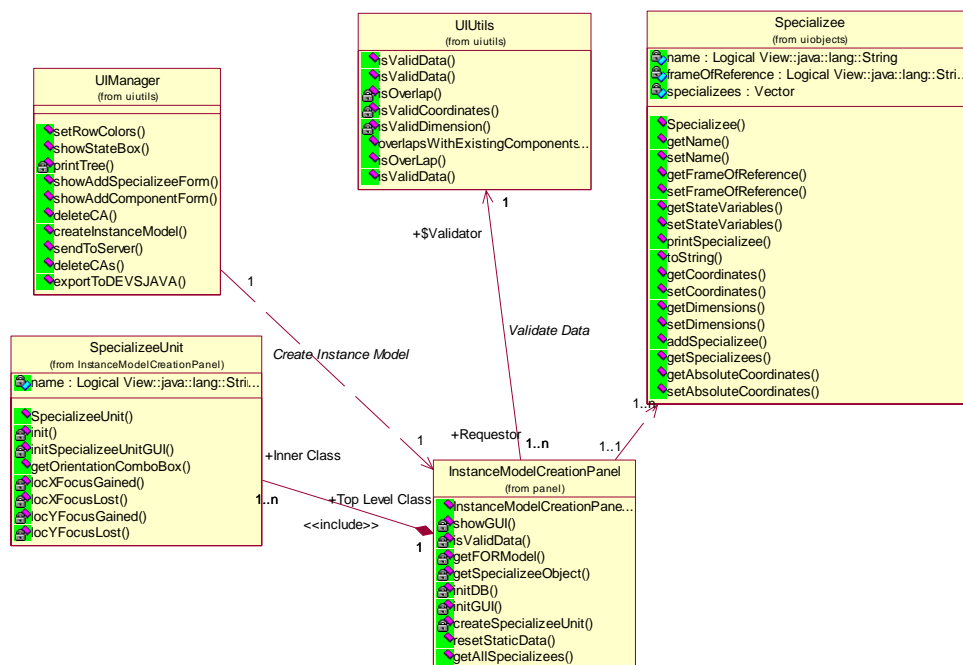 UIUtils
(from uiutils)
isValidData()
isValidData()
isOverlap()
isValidCoordinates()
isValidDimension()
overlapsWithExistingComponents...
isOverLap()
isValidData()
Specializee
(from uiobjects)
name : Logical View::java::lang::String
frameOfReference : Logical View::java::lang::Stri...
specializees : Vector
Specializee()
getName()
setName()
getFrameOfReference()
setFrameOfReference()
getStateVariables()
setStateVariables()
printSpecializee()
toString()
getCoordinates()
setCoordinates()
getDimensions()
setDimensions()
addSpecializee()
getSpecializees()
getAbsoluteCoordinates()
setAbsoluteCoordinates()
UIManager
(from uiutils)
setRowColors()
showStateBox()
printTree()
showAddSpecializeeForm()
showAddComponentForm()
deleteCA()
createInstanceModel()
sendToServer()
deleteCAs()
exportToDEVSJAVA()
1
+$Validator
1
Validate Data
Create Instance Model
SpecializeeUnit
(from InstanceModelCreationPanel)
name : Logical View::java::lang::Stri...
SpecializeeUnit()
init()
initSpecializeeUnitGUI()
getOrientationComboBox()
locXFocusGained()
locXFocusLost()
locYFocusGained()
locYFocusLost()
1..n
1
+Requestor
1..n
1..1
+Inner Class
1..n
+Top Level Class
<<include>>
1
InstanceModelCreationPanel
(from panel)
InstanceModelCreationPane...
showGUI()
isValidData()
getFORModel()
getSpecializeeObject()
initDB()
initGUI()
createSpecializeeUnit()
resetStaticData()
getAllSpecializees()